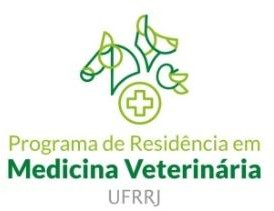 Programa de Residência em
Medicina Veterinária
UFRRJ